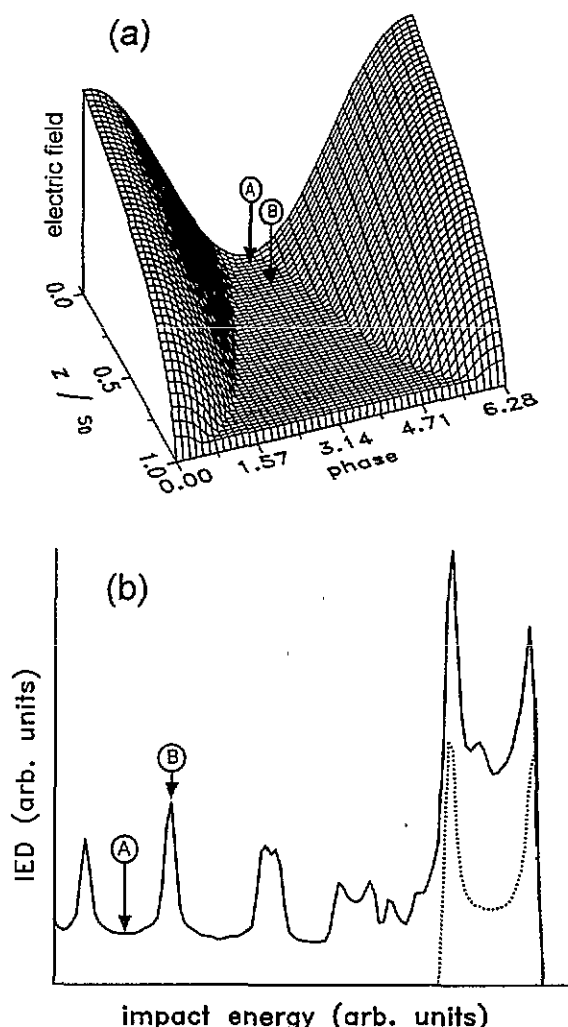 (a)
electric field
A
B
0.0
0.5
1.0
z / s₀
0.00
1.57
3.14
4.71
6.28
phase
(b)
IED (arb. units)
A
B
impact energy (arb. units)